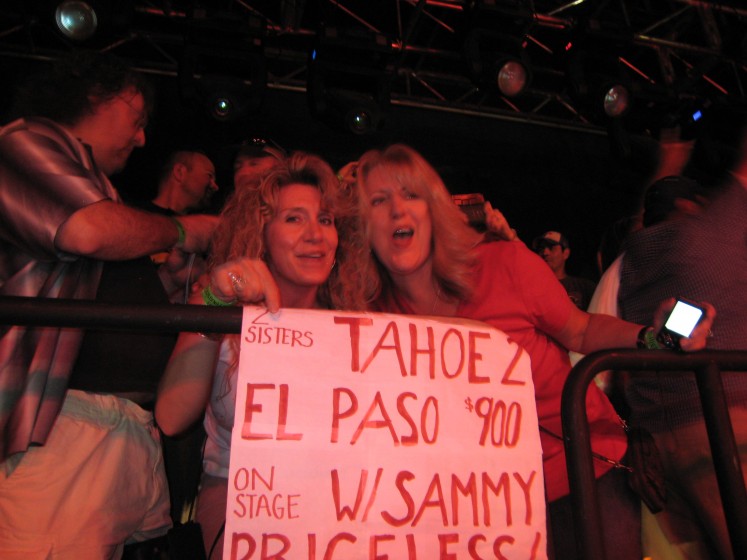 2 SISTERS TAHOE 2
EL PASO $900
ON STAGE W/SAMMY
PRICELESS!